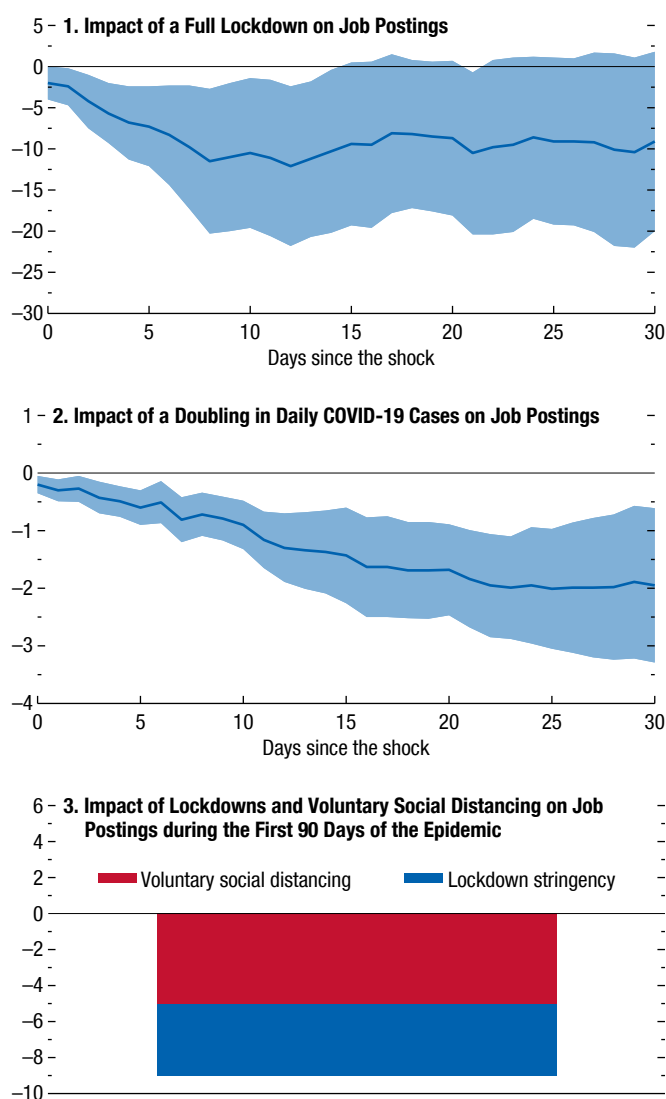 1. Impact of a Full Lockdown on Job Postings
5
0
–5
–10
–15
–20
–25
–30
0 5 10 15 20 25 30
Days since the shock
2. Impact of a Doubling in Daily COVID-19 Cases on Job Postings
1
0
–1
–2
–3
–4
0 5 10 15 20 25 30
Days since the shock
3. Impact of Lockdowns and Voluntary Social Distancing on Job
Postings during the First 90 Days of the Epidemic
Voluntary social distancing Lockdown stringency
6
4
2
0
–2
–4
–6
–8
–10